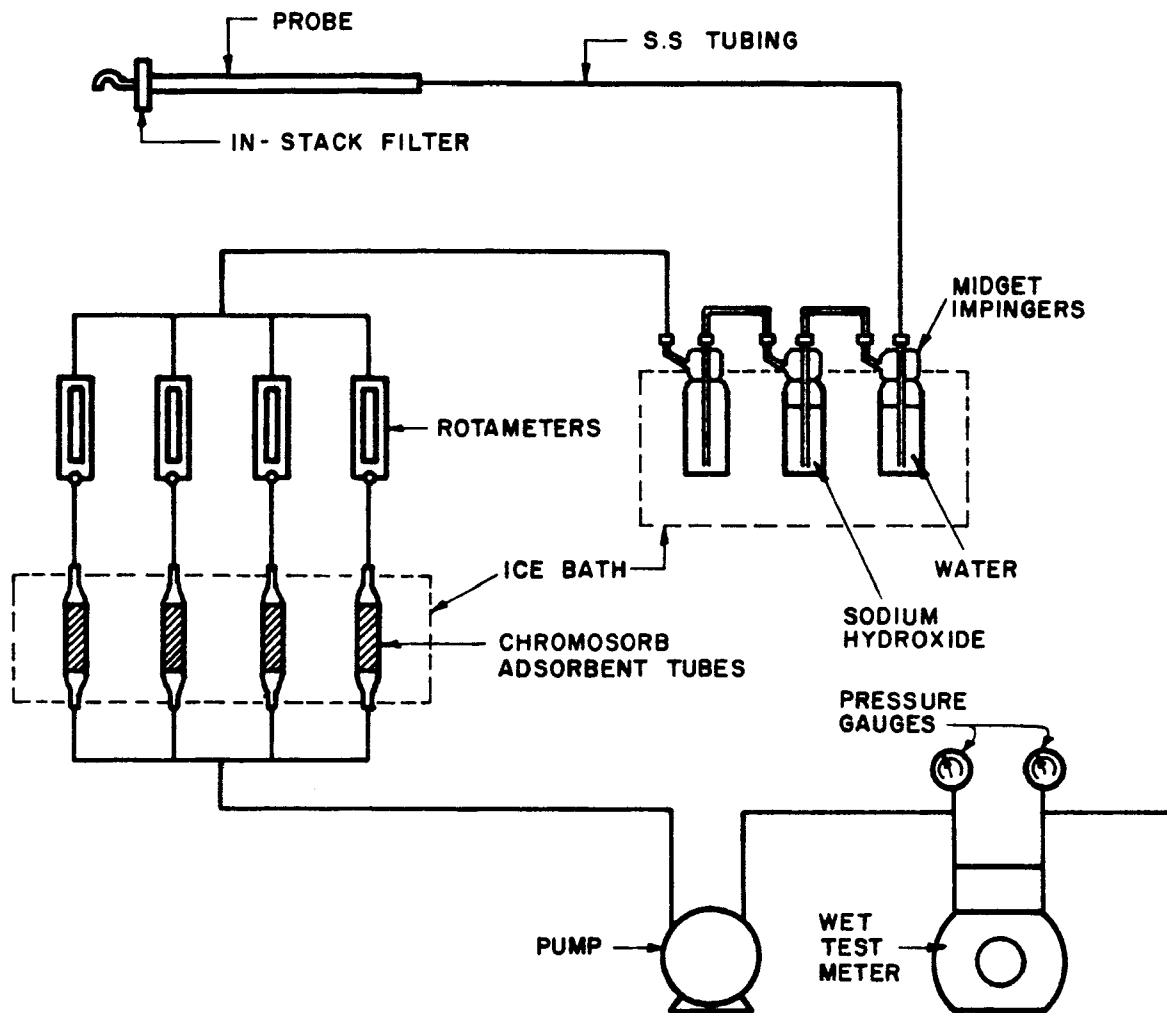 PROBE
S.S TUBING
IN- STACK FILTER
MIDGET
IMPINGERS
ROTAMETERS
ICE BATH
WATER
SODIUM
HYDROXIDE
CHROMOSORB
ADSORBENT TUBES
PRESSURE
GAUGES
PUMP
WET
TEST
METER